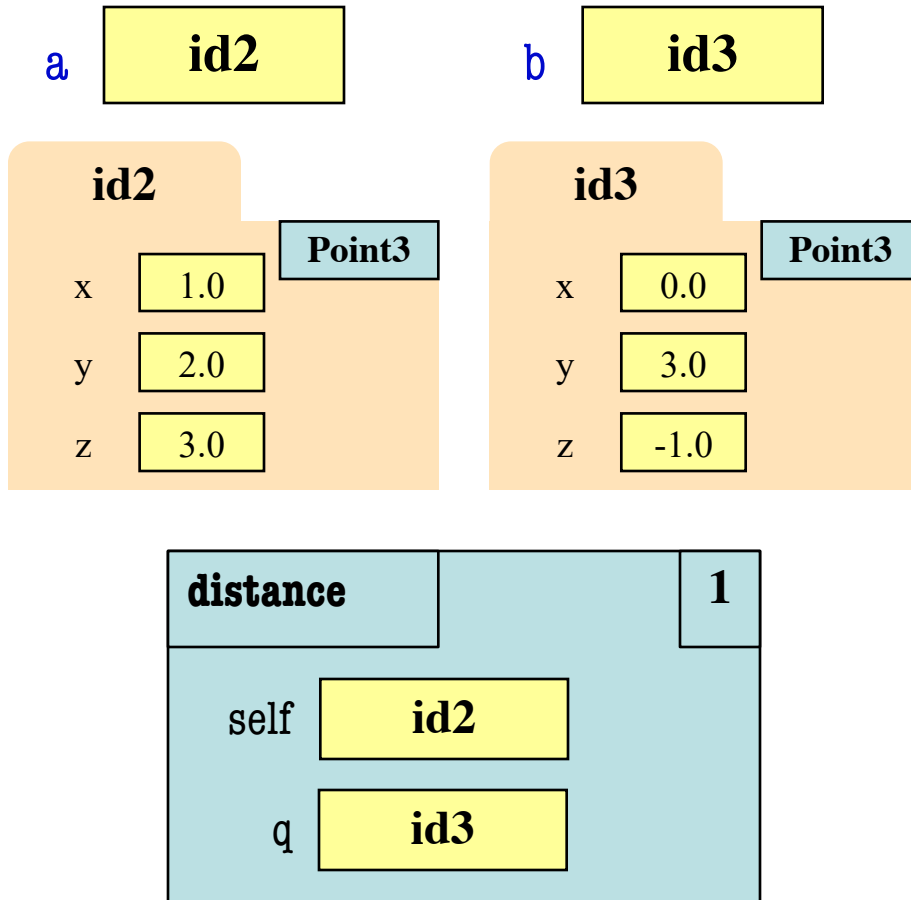 a id2 b id3
id2 id3
Point3 Point3
x 1.0 x 0.0
y 2.0 y 3.0
z 3.0 z -1.0
distance 1
self id2
q id3